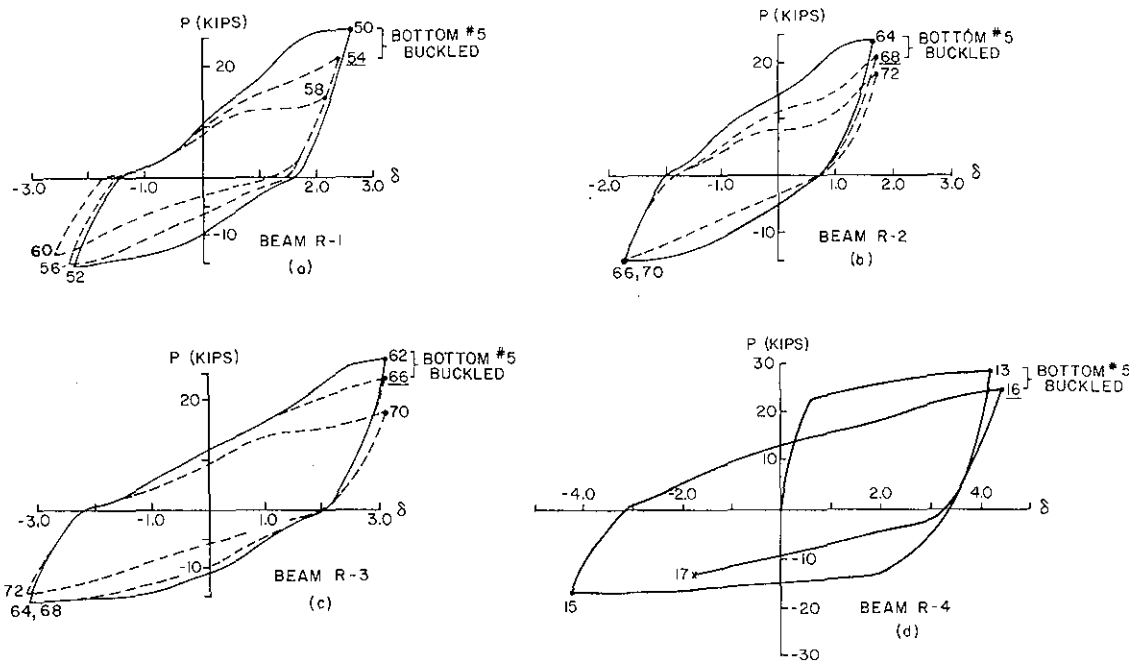 P (KIPS)
50
BOTTOM #5
BUCKLED
54
20
58
-3.0
-1.0
2.0
3.0
δ
-10
60
56
52
BEAM R-1
(a)
P (KIPS)
64
BOTTOM #5
BUCKLED
68
72
20
-2.0
-1.0
1.0
2.0
3.0
δ
-10
66, 70
BEAM R-2
(b)
P (KIPS)
62
BOTTOM #5
BUCKLED
66
70
20
-3.0
-1.0
1.0
3.0
δ
-10
72
64, 68
BEAM R-3
(c)
P (KIPS)
30
13
BOTTOM #5
BUCKLED
16
20
10
-4.0
-2.0
2.0
4.0
δ
-10
17
15
-20
-30
BEAM R-4
(d)